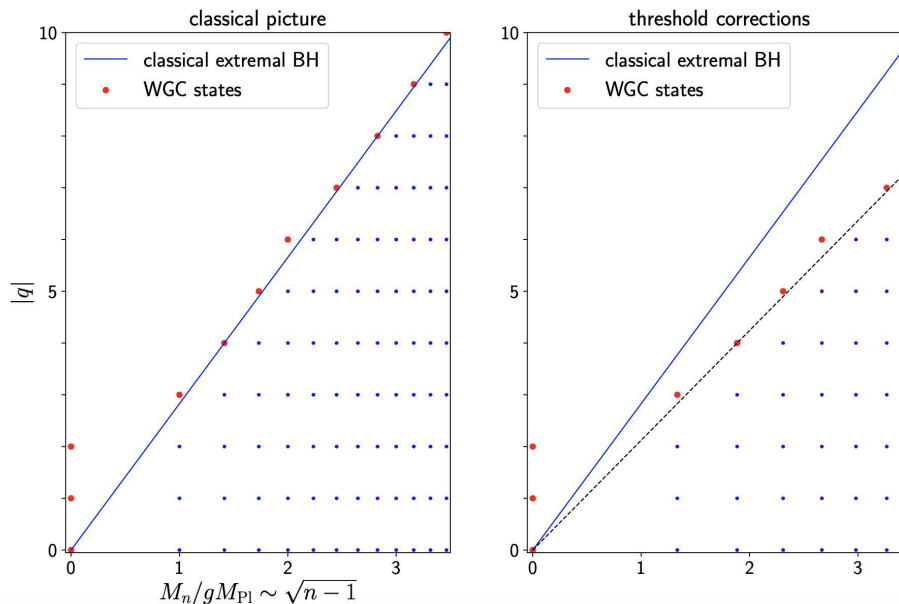 classical picture
10
classical extremal BH
WGC states
|q|
5
0
0
1
2
3
M_n/gM_Pl ∼ √n − 1
threshold corrections
10
classical extremal BH
WGC states
5
0
0
1
2
3